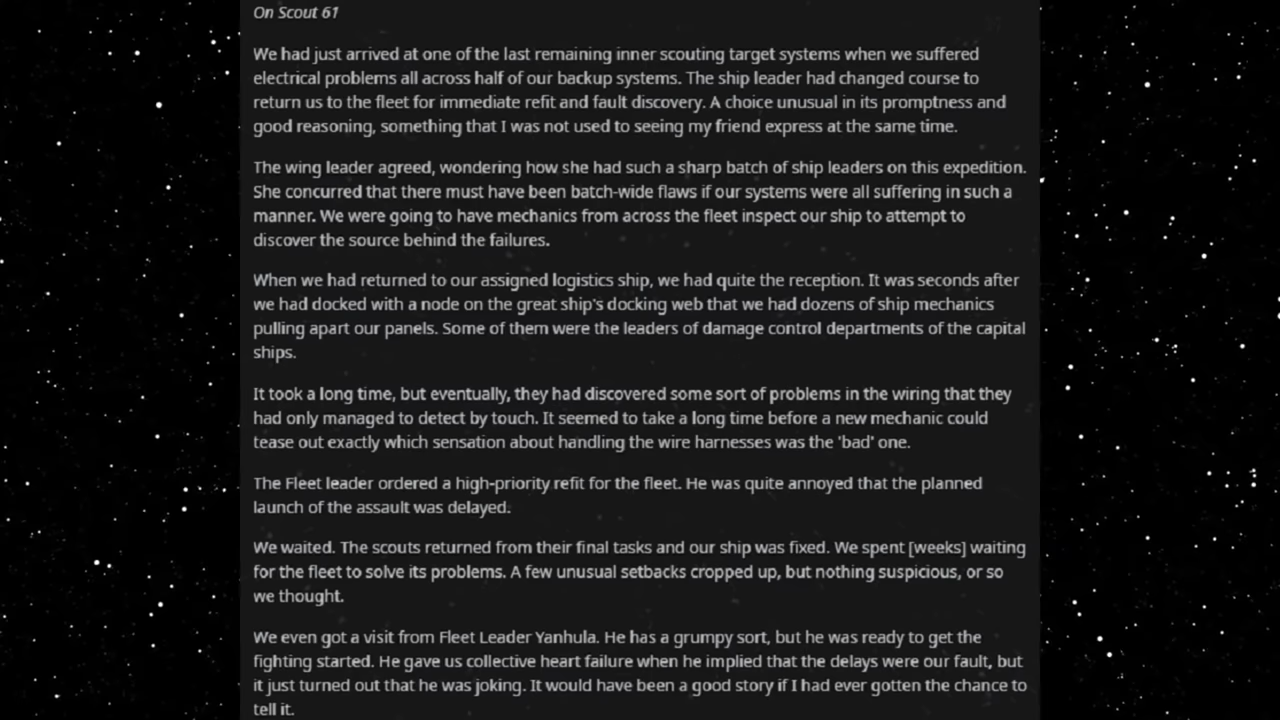 On Scout 61
We had just arrived at one of the last remaining inner scouting target systems when we suffered
electrical problems all across half of our backup systems. The ship leader had changed course to
return us to the fleet for immediate refit and fault discovery. A choice unusual in its promptness and
good reasoning, something that I was not used to seeing my friend express at the same time.
The wing leader agreed, wondering how she had such a sharp batch of ship leaders on this expedition.
She concurred that there must have been batch-wide flaws if our systems were all suffering in such a
manner. We were going to have mechanics from across the fleet inspect our ship to attempt to
discover the source behind the failures.
When we had returned to our assigned logistics ship, we had quite the reception. It was seconds after
we had docked with a node on the great ship's docking web that we had dozens of ship mechanics
pulling apart our panels. Some of them were the leaders of damage control departments of the capital
ships.
It took a long time, but eventually, they had discovered some sort of problems in the wiring that they
had only managed to detect by touch. It seemed to take a long time before a new mechanic could
tease out exactly which sensation about handling the wire harnesses was the 'bad' one.
The Fleet leader ordered a high-priority refit for the fleet. He was quite annoyed that the planned
launch of the assault was delayed.
We waited. The scouts returned from their final tasks and our ship was fixed. We spent [weeks] waiting
for the fleet to solve its problems. A few unusual setbacks cropped up, but nothing suspicious, or so
we thought.
We even got a visit from Fleet Leader Yanhula. He has a grumpy sort, but he was ready to get the
fighting started. He gave us collective heart failure when he implied that the delays were our fault, but
it just turned out that he was joking. It would have been a good story if I had ever gotten the chance to
tell it.